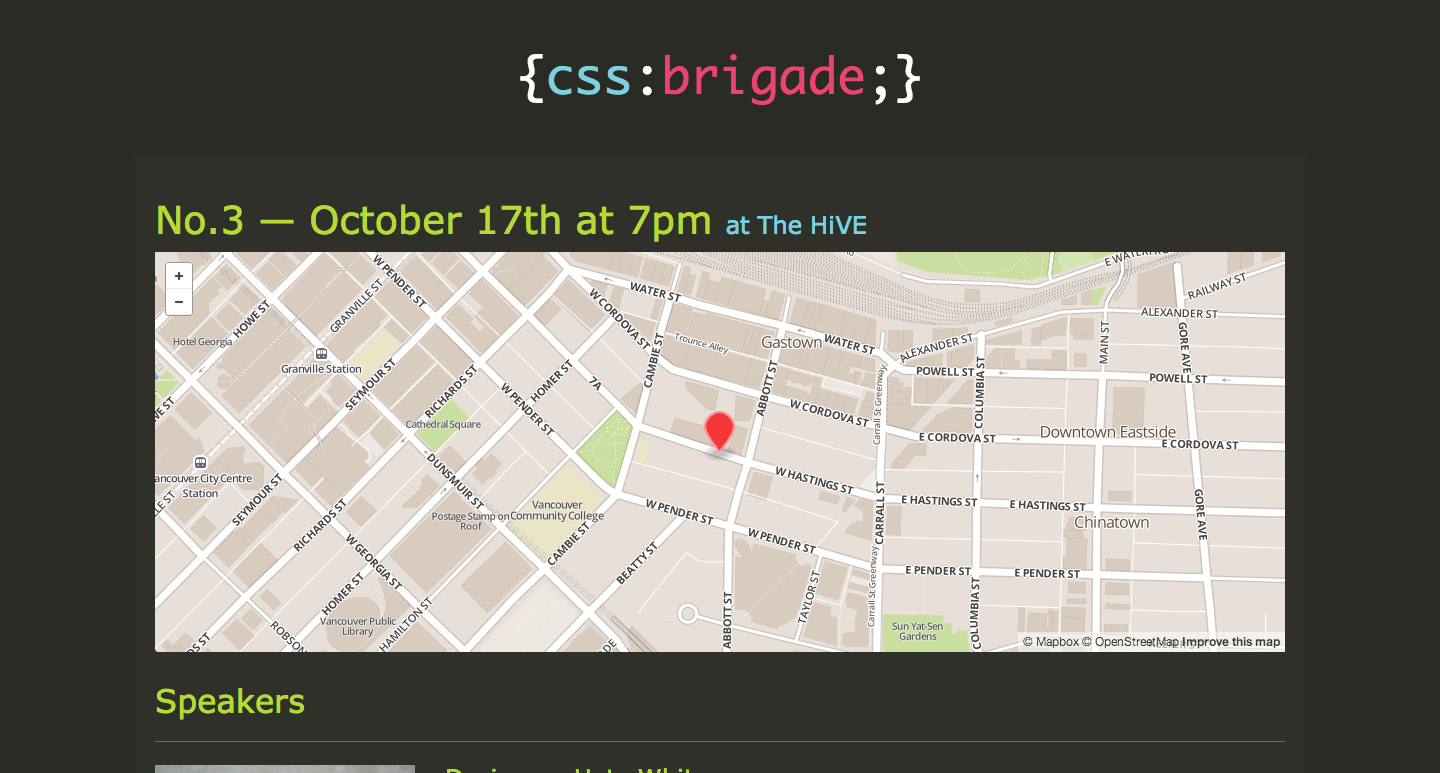 {css:brigade;}
No.3 — October 17th at 7pm at The HiVE
+
−
W PENDER ST
GRANVILLE ST
HOWE ST
Hotel Georgia
Granville Station
SEYMOUR ST
RICHARDS ST
Cathedral Square
W CORDOVA ST
WATER ST
Trounce Alley
CAMBIE ST
HOMER ST
7A
W PENDER ST
Gastown
WATER ST
ABBOTT ST
W CORDOVA ST
ALEXANDER ST
Carrall St Greenway
POWELL ST
COLUMBIA ST
E CORDOVA ST
MAIN ST
GORE AVE
RAILWAY ST
ALEXANDER ST
POWELL ST
Downtown Eastside
E CORDOVA ST
Vancouver City Centre
Station
SEYMOUR ST
DUNSMUIR ST
RICHARDS ST
Postage Stamp on
Roof
Vancouver
Community College
W HASTINGS ST
CARRALL ST
E HASTINGS ST
E HASTINGS ST
Chinatown
GORE AVE
W PENDER ST
W PENDER ST
CAMBIE ST
BEATTY ST
W GEORGIA ST
HOMER ST
Vancouver Public
Library
HAMILTON ST
ROBSON
ABBOTT ST
TAYLOR ST
Carrall St Greenway
E PENDER ST
E PENDER ST
COLUMBIA ST
Sun Yat-Sen
Gardens
© Mapbox © OpenStreetMap Improve this map
Speakers